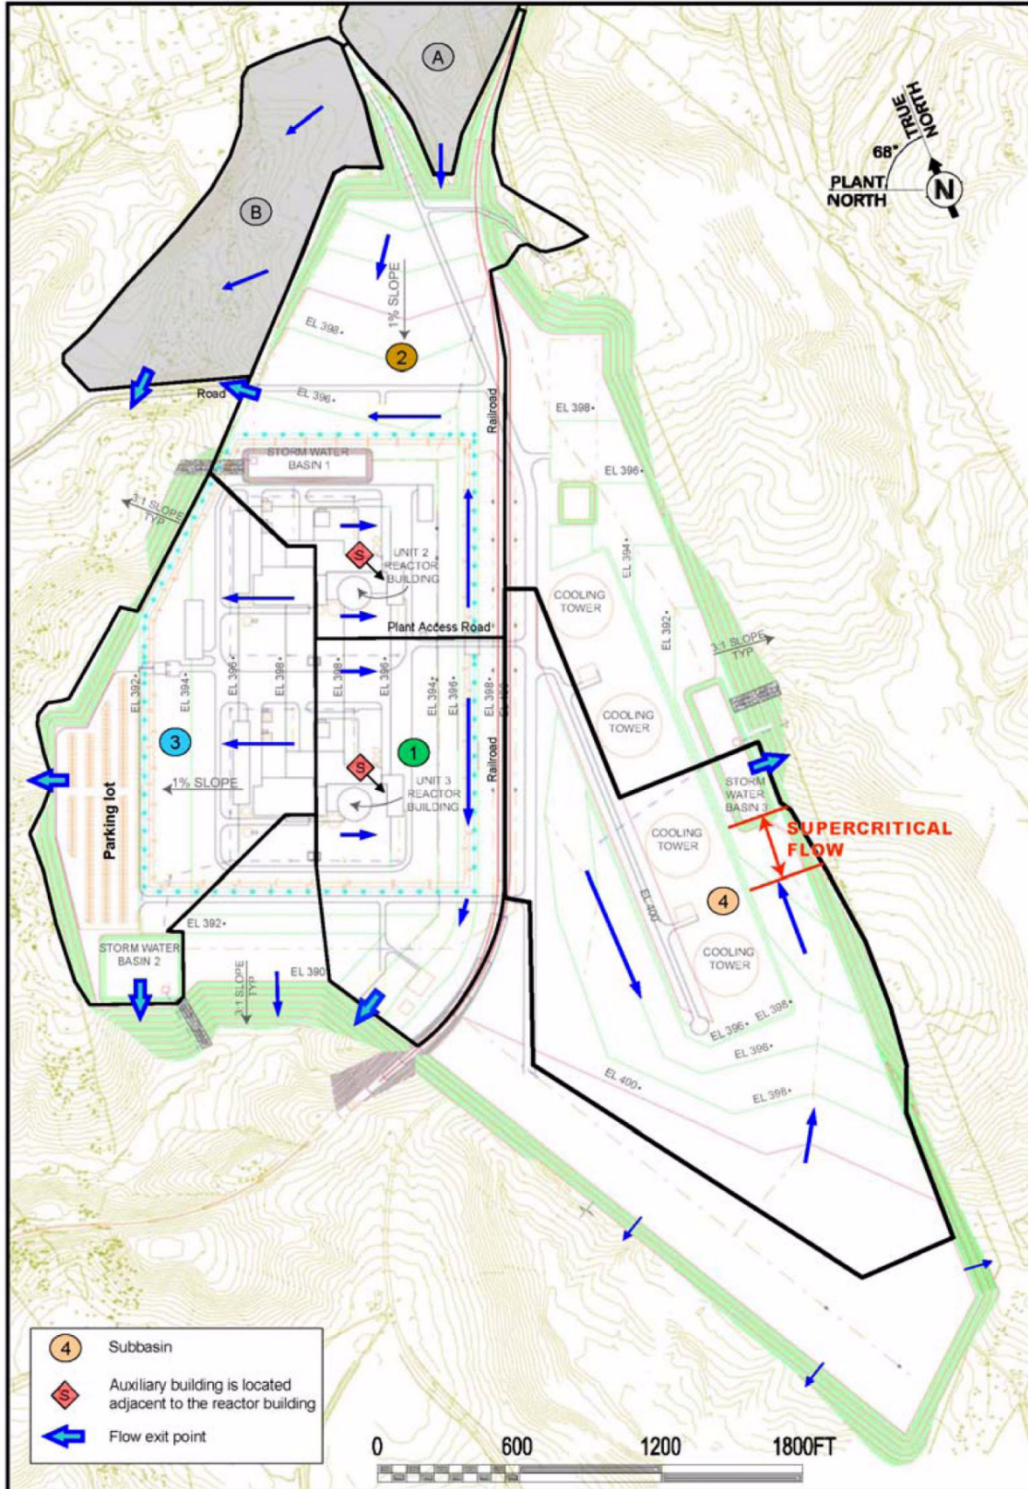 A
TRUE
NORTH
68°
PLANT
NORTH
N
B
1% SLOPE
EL 398
2
Road
EL 396
Railroad
EL 398
STORM WATER
BASIN 1
EL 396
3:1 SLOPE
TYP
S
UNIT 2
REACTOR
BUILDING
EL 394
COOLING
TOWER
EL 392
3:1 SLOPE
TYP
Plant Access Road
EL 392
EL 394
EL 396
EL 398
EL 398
EL 396
EL 394
EL 396
EL 398
COOLING
TOWER
3
1
Railroad
S
1% SLOPE
UNIT 3
REACTOR
BUILDING
STORM
WATER
BASIN 3
Parking lot
COOLING
TOWER
SUPERCRITICAL
FLOW
4
EL 400
EL 392
STORM WATER
BASIN 2
COOLING
TOWER
EL 390
3:1 SLOPE
TYP
EL 396
EL 398
EL 396
EL 400
EL 398
4 Subbasin
S Auxiliary building is located
adjacent to the reactor building
Flow exit point
0 600 1200 1800FT